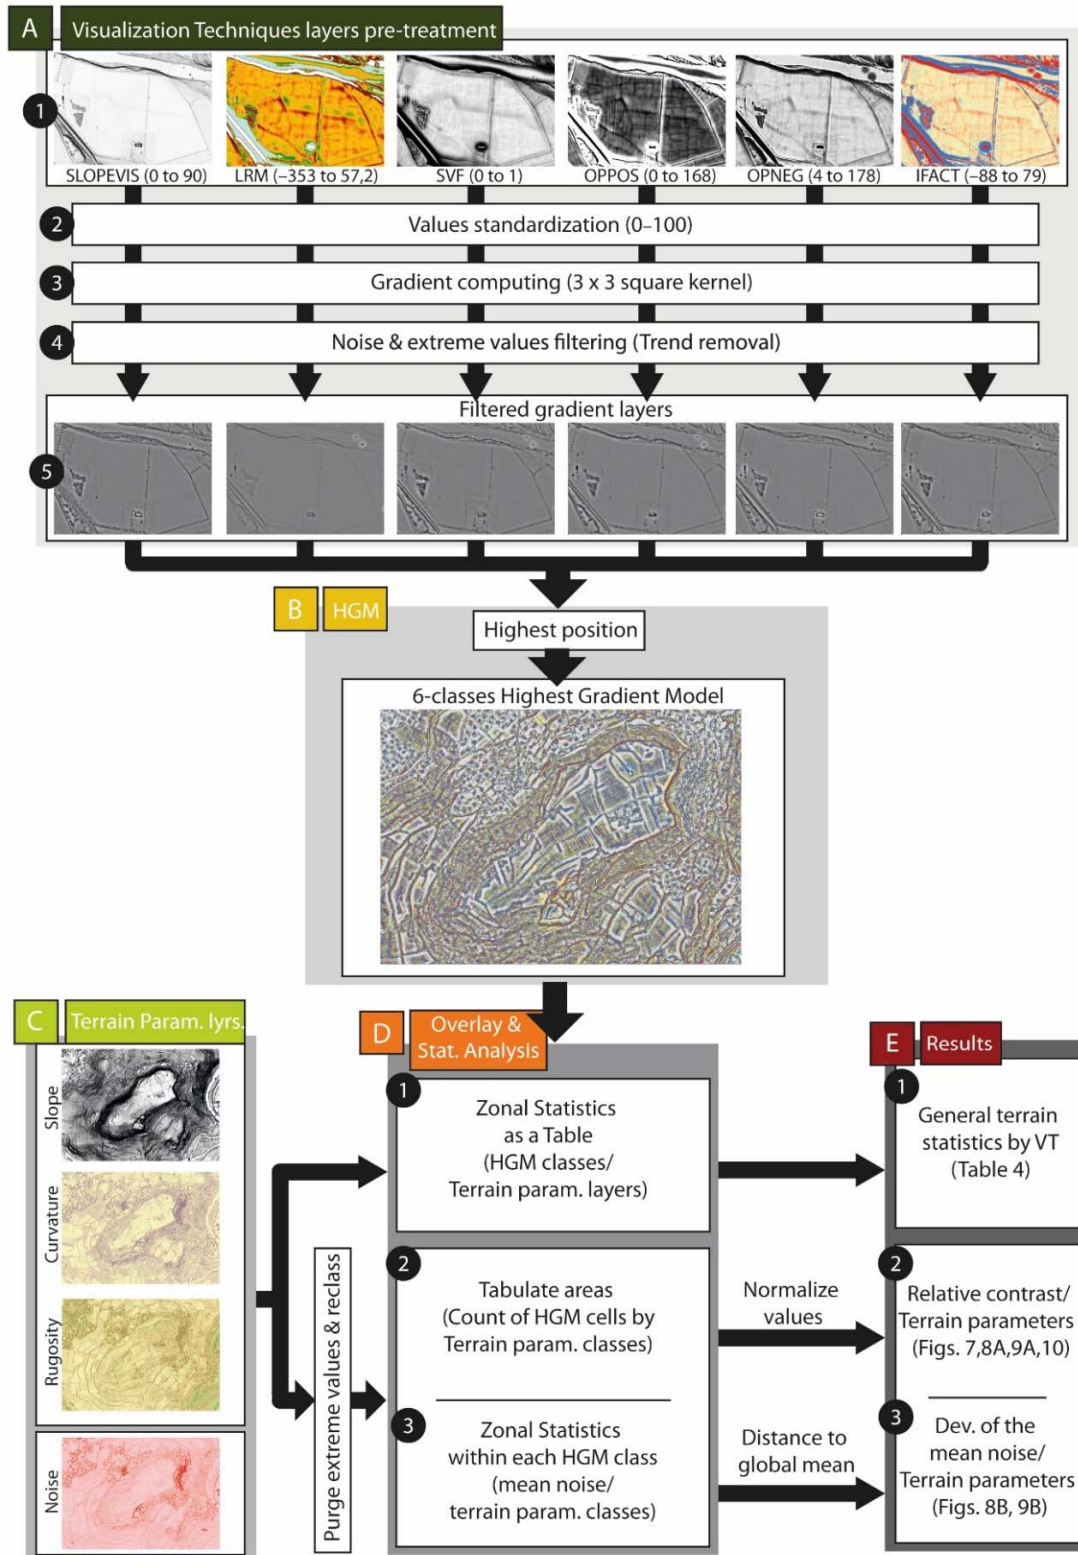 A
Visualization Techniques layers pre-treatment
1
SLOPEVIS (0 to 90)
LRM (−353 to 57,2)
SVF (0 to 1)
OPPOS (0 to 168)
OPNEG (4 to 178)
IFACT (−88 to 79)
2
Values standardization (0–100)
3
Gradient computing (3 x 3 square kernel)
4
Noise & extreme values filtering (Trend removal)
Filtered gradient layers
5
B
HGM
Highest position
6-classes Highest Gradient Model
C
Terrain Param. lyrs.
Slope
Curvature
Rugosity
Noise
Purge extreme values & reclass
D
Overlay &
Stat. Analysis
1
Zonal Statistics
as a Table
(HGM classes/
Terrain param. layers)
2
Tabulate areas
(Count of HGM cells by
Terrain param. classes)
3
Zonal Statistics
within each HGM class
(mean noise/
terrain param. classes)
Normalize
values
Distance to
global mean
E
Results
1
General terrain
statistics by VT
(Table 4)
2
Relative contrast/
Terrain parameters
(Figs. 7,8A,9A,10)
3
Dev. of the
mean noise/
Terrain parameters
(Figs. 8B, 9B)